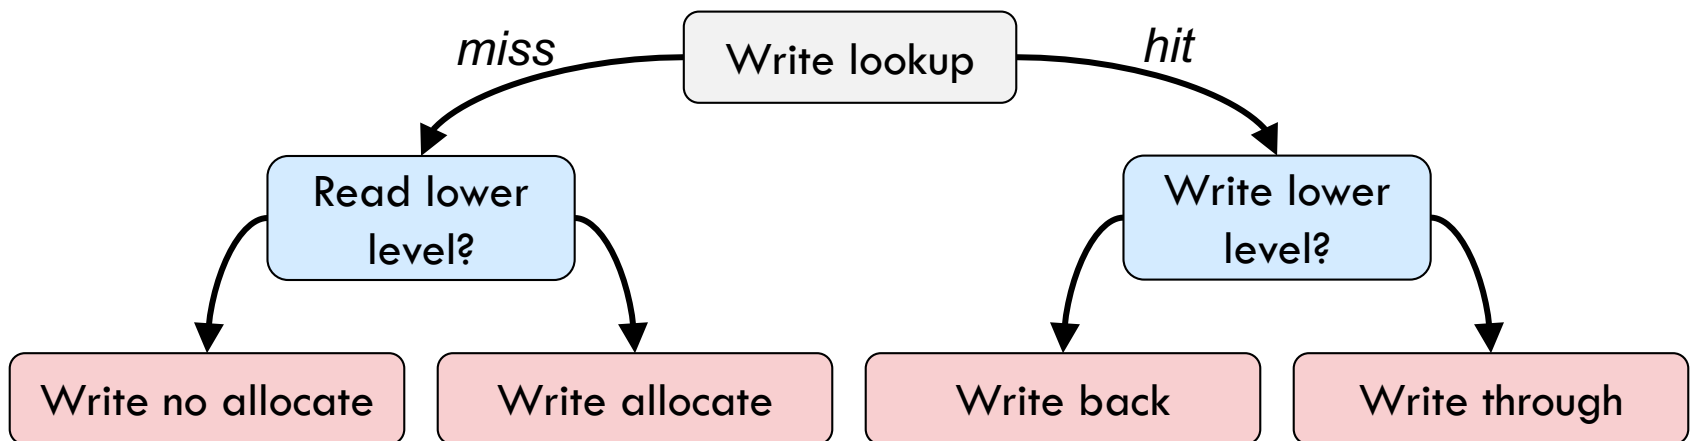 miss
Write lookup
hit
Read lower
level?
Write lower
level?
Write no allocate
Write allocate
Write back
Write through